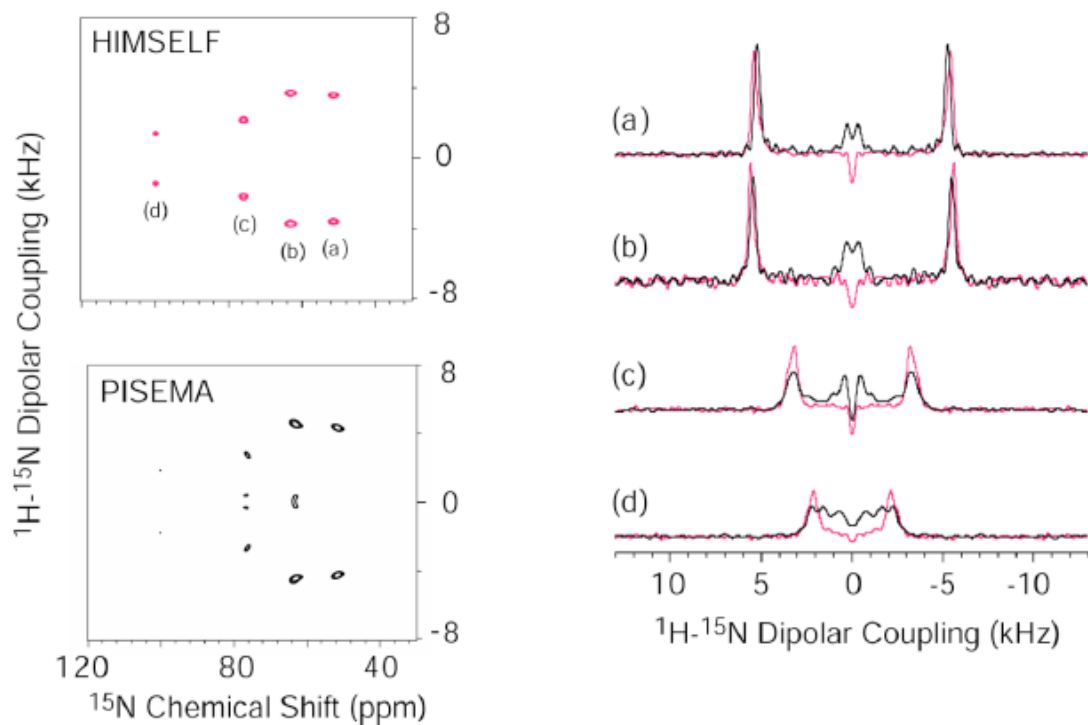 HIMSELF
8
0
-8
(d)
(c)
(b)
(a)
¹H-¹⁵N Dipolar Coupling (kHz)
PISEMA
8
0
-8
120
80
40
¹⁵N Chemical Shift (ppm)
(a)
(b)
(c)
(d)
10
5
0
-5
-10
¹H-¹⁵N Dipolar Coupling (kHz)